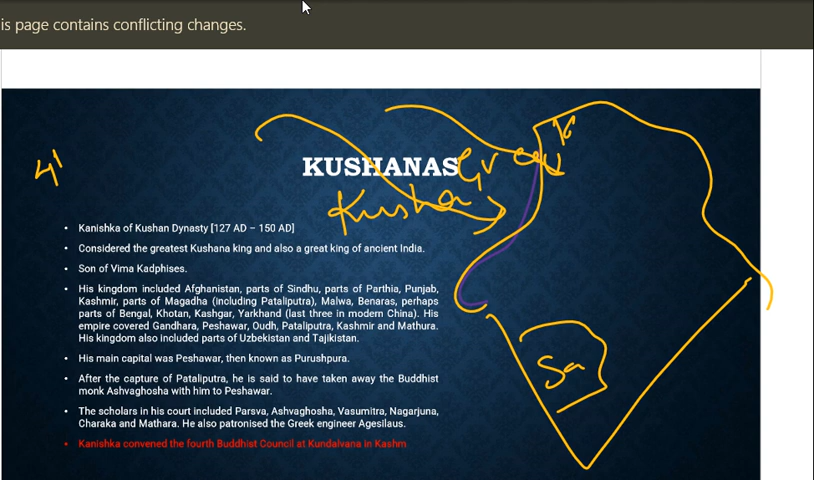 is page contains conflicting changes.
KUSHANAS
4
Kusha
K
Sa
• Kanishka of Kushan Dynasty [127 AD – 150 AD]
• Considered the greatest Kushana king and also a great king of ancient India.
• Son of Vima Kadphises.
• His kingdom included Afghanistan, parts of Sindhu, parts of Parthia, Punjab,
Kashmir, parts of Magadha (including Pataliputra), Malwa, Benaras, perhaps
parts of Bengal, Khotan, Kashgar, Yarkhand (last three in modern China). His
empire covered Gandhara, Peshawar, Oudh, Pataliputra, Kashmir and Mathura.
His kingdom also included parts of Uzbekistan and Tajikistan.
• His main capital was Peshawar, then known as Purushpura.
• After the capture of Pataliputra, he is said to have taken away the Buddhist
monk Ashvaghosha with him to Peshawar.
• The scholars in his court included Parsva, Ashvaghosha, Vasumitra, Nagarjuna,
Charaka and Mathara. He also patronised the Greek engineer Agesilaus.
• Kanishka convened the fourth Buddhist Council at Kundalvana in Kashm